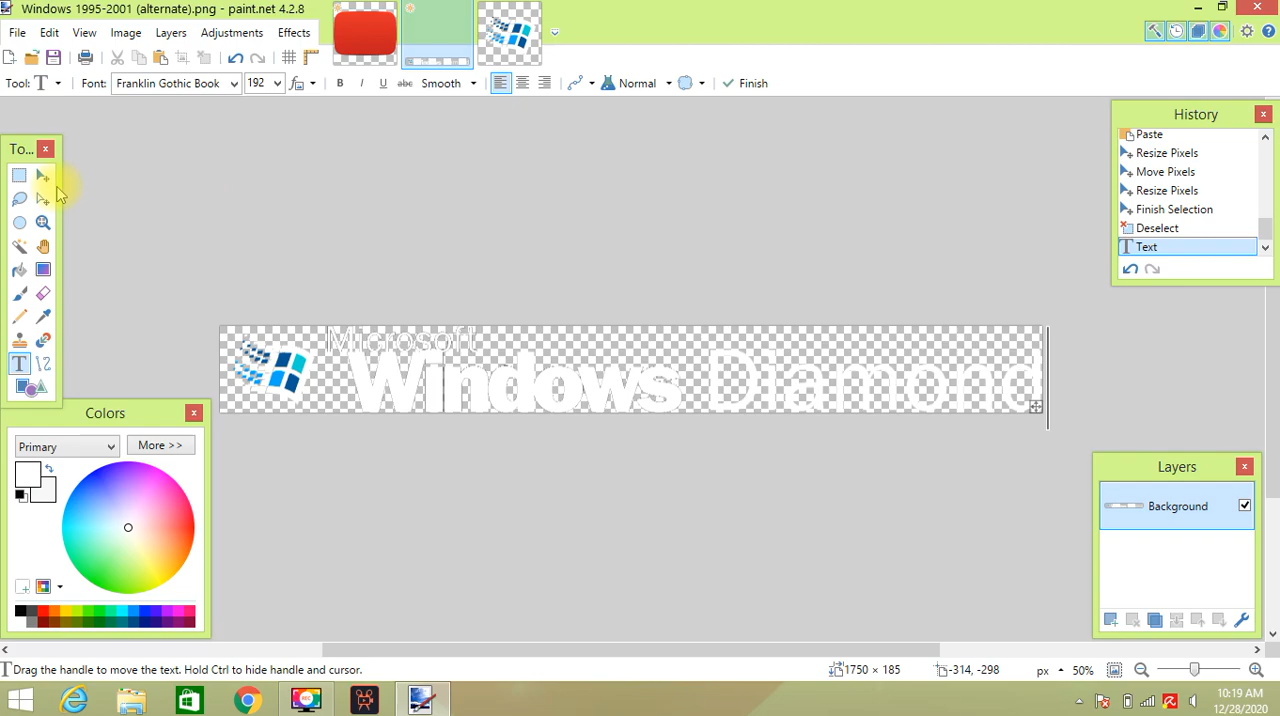 Windows 1995-2001 (alternate).png - paint.net 4.2.8
File Edit View Image Layers Adjustments Effects
Tool: T Font: Franklin Gothic Book 192 fx B I U abc Smooth Normal Finish
To...
History
Paste
Resize Pixels
Move Pixels
Resize Pixels
Finish Selection
Deselect
T Text
Microsoft
Windows Diamond
Colors
Primary More >>
Layers
Background
Drag the handle to move the text. Hold Ctrl to hide handle and cursor. 1750 × 185 -314, -298 px 50%
REC
10:19 AM
12/28/2020